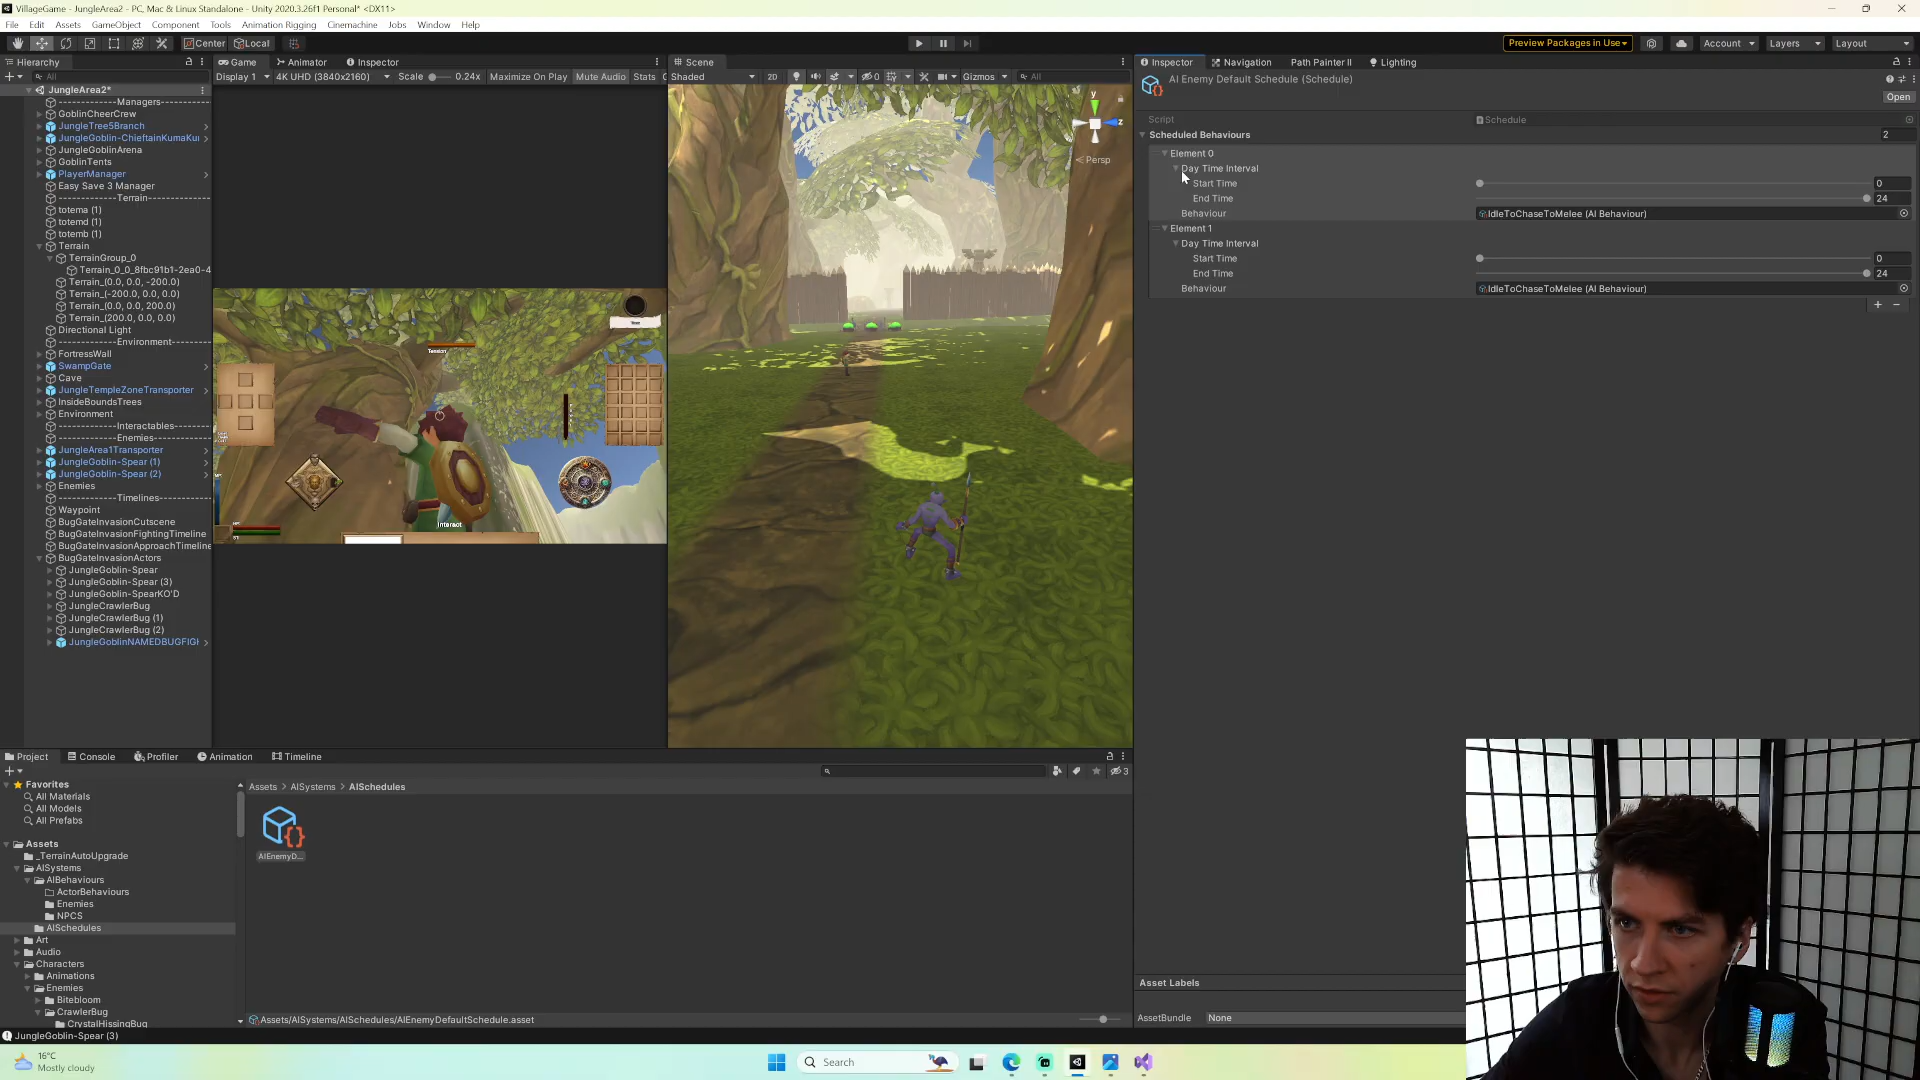 VillageGame - JungleArea2 - PC, Mac & Linux Standalone - Unity 2020.3.26f1 Personal* <DX11>
File Edit Assets GameObject Component Tools Animation Rigging Cinemachine Jobs Window Help
Center Local
Preview Packages in Use Account Layers Layout
Hierarchy
All
JungleArea2*
--------------Managers-----------
GoblinCheerCrew
JungleTree5Branch
JungleGoblin-ChieftainKumaKu
JungleGoblinArena
GoblinTents
PlayerManager
Easy Save 3 Manager
--------------Terrain-----------
totema (1)
totemd (1)
totemb (1)
Terrain
TerrainGroup_0
Terrain_0_0_8fbc91b1-2ea0-4
Terrain_(0.0, 0.0, -200.0)
Terrain_(-200.0, 0.0, 0.0)
Terrain_(0.0, 0.0, 200.0)
Terrain_(200.0, 0.0, 0.0)
Directional Light
--------------Environment-----------
FortressWall
SwampGate
Cave
JungleTempleZoneTransporter
InsideBoundsTrees
Environment
--------------Interactables-----------
--------------Enemies-----------
JungleArea1Transporter
JungleGoblin-Spear (1)
JungleGoblin-Spear (2)
Enemies
--------------Timelines-----------
Waypoint
BugGateInvasionCutscene
BugGateInvasionFightingTimeline
BugGateInvasionApproachTimeline
BugGateInvasionActors
JungleGoblin-Spear
JungleGoblin-Spear (3)
JungleGoblin-SpearKO'D
JungleCrawlerBug
JungleCrawlerBug (1)
JungleCrawlerBug (2)
JungleGoblinNAMEDBUGFIGH
Game Animator Inspector
Display 1 4K UHD (3840x2160) Scale 0.24x Maximize On Play Mute Audio Stats
Tension
Interact
Scene
Shaded 2D 0 Gizmos All
y
z
Persp
Inspector Navigation Path Painter II Lighting
AI Enemy Default Schedule (Schedule)
Open
Script Schedule
Scheduled Behaviours 2
Element 0
Day Time Interval
Start Time 0
End Time 24
Behaviour IdleToChaseToMelee (AI Behaviour)
Element 1
Day Time Interval
Start Time 0
End Time 24
Behaviour IdleToChaseToMelee (AI Behaviour)
Asset Labels
AssetBundle None
Project Console Profiler Animation Timeline
3
Favorites
All Materials
All Models
All Prefabs
Assets
_TerrainAutoUpgrade
AISystems
AIBehaviours
ActorBehaviours
Enemies
NPCS
AISchedules
Art
Audio
Characters
Animations
Enemies
Bitebloom
CrawlerBug
CrystalHissingBug
Assets > AISystems > AISchedules
AIEnemyD...
Assets/AISystems/AISchedules/AIEnemyDefaultSchedule.asset
JungleGoblin-Spear (3)
16°C
Mostly cloudy
Search